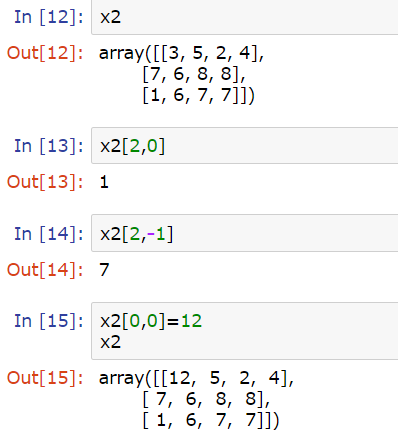 In [12]: x2
Out[12]: array([[3, 5, 2, 4],
[7, 6, 8, 8],
[1, 6, 7, 7]])
In [13]: x2[2,0]
Out[13]: 1
In [14]: x2[2,-1]
Out[14]: 7
In [15]: x2[0,0]=12
x2
Out[15]: array([[12,  5,  2,  4],
[ 7,  6,  8,  8],
[ 1,  6,  7,  7]])